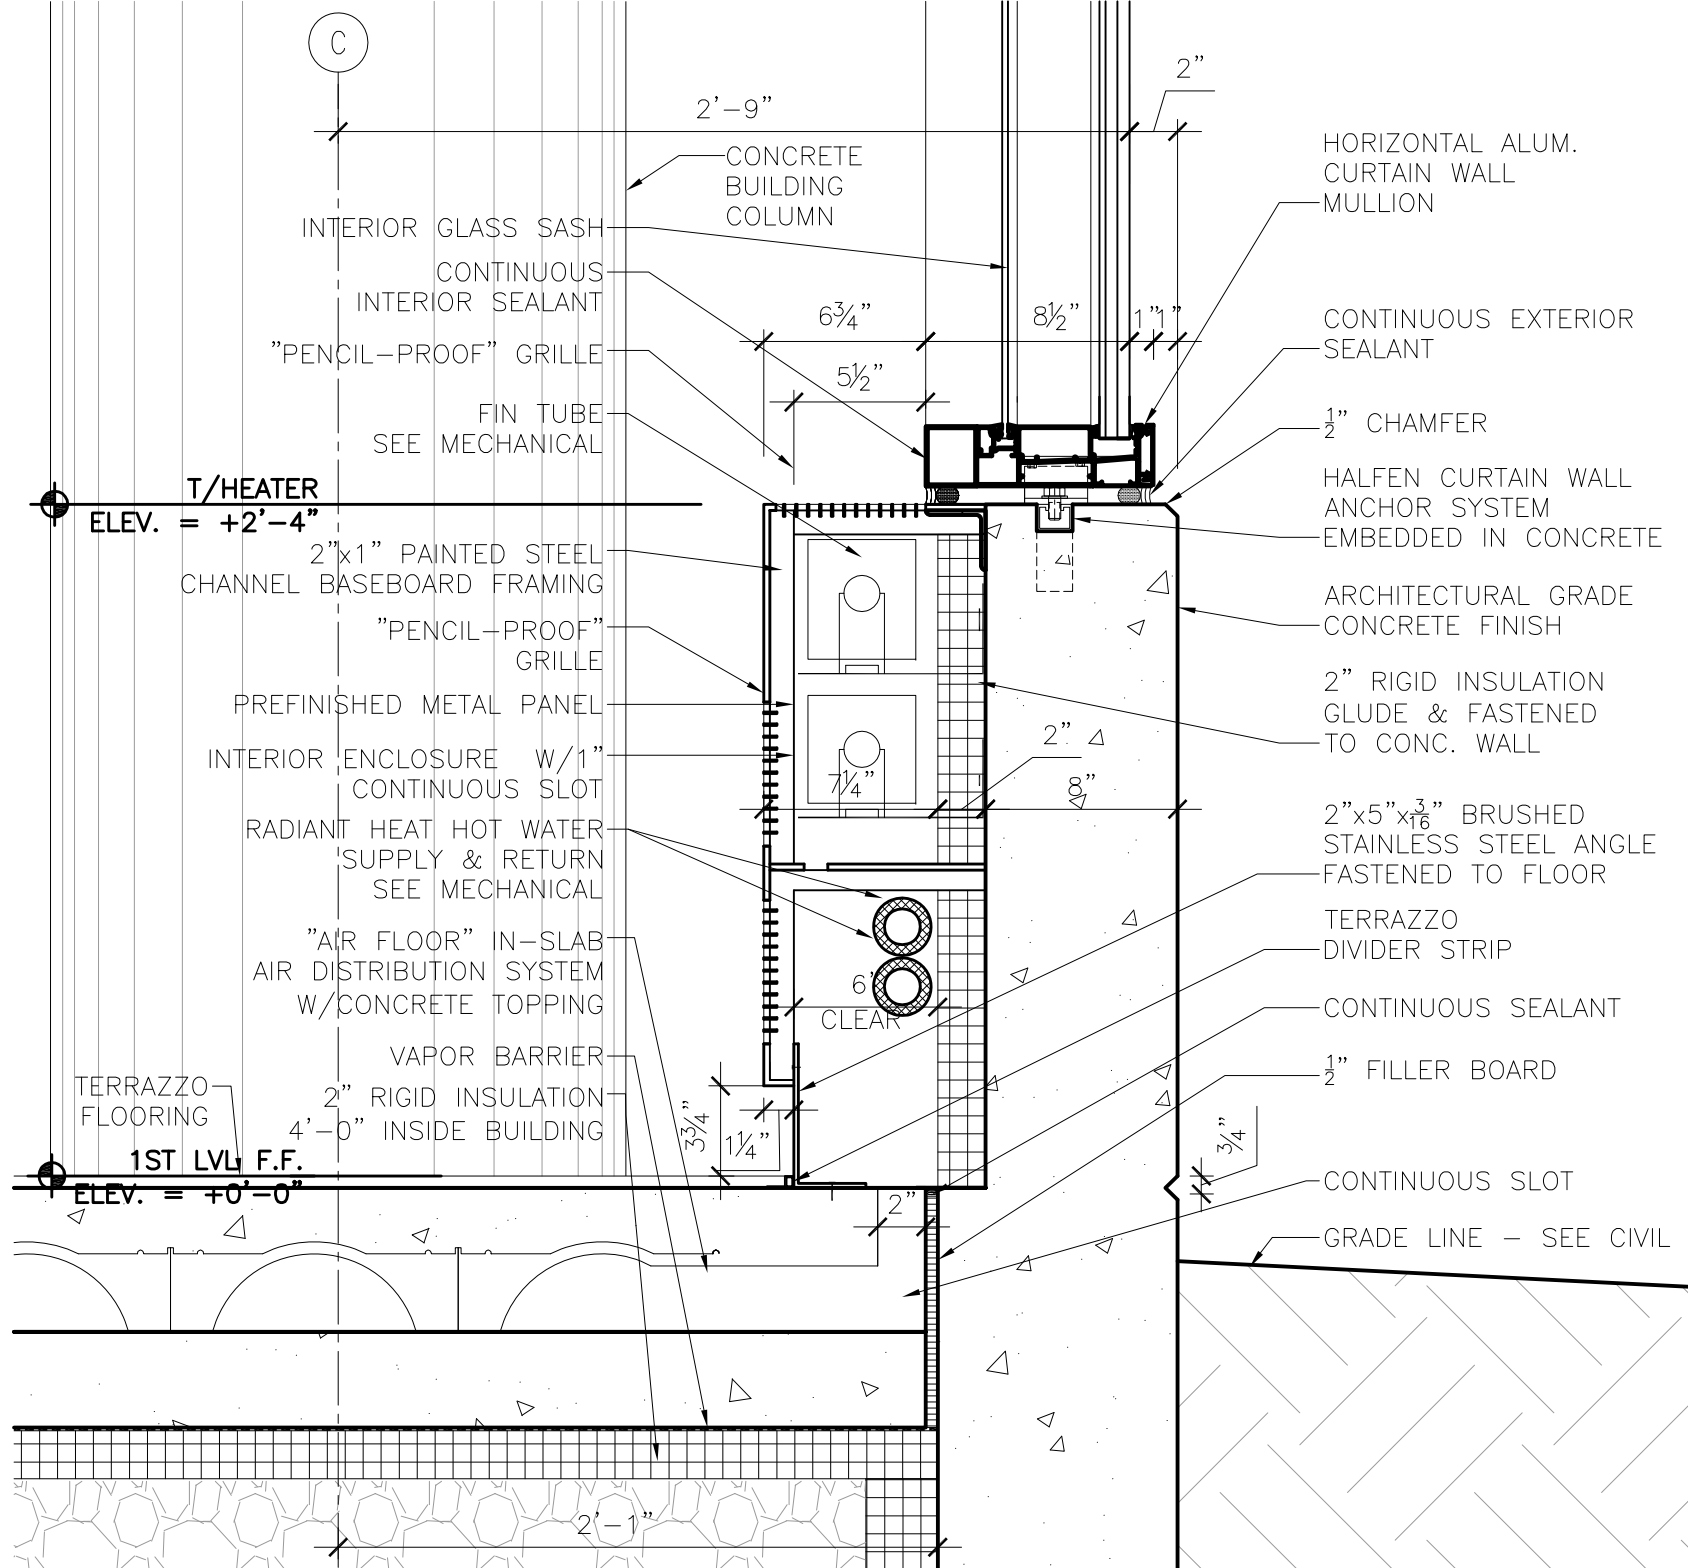 C
2'-9"
2"
CONCRETE
BUILDING
COLUMN
HORIZONTAL ALUM.
CURTAIN WALL
MULLION
INTERIOR GLASS SASH
CONTINUOUS
INTERIOR SEALANT
6¾"
8½"
1"
1"
CONTINUOUS EXTERIOR
SEALANT
"PENCIL-PROOF" GRILLE
5½"
FIN TUBE
SEE MECHANICAL
½" CHAMFER
T/HEATER
ELEV. = +2'-4"
HALFEN CURTAIN WALL
ANCHOR SYSTEM
EMBEDDED IN CONCRETE
2"x1" PAINTED STEEL
CHANNEL BASEBOARD FRAMING
ARCHITECTURAL GRADE
CONCRETE FINISH
"PENCIL-PROOF"
GRILLE
2" RIGID INSULATION
GLUDE & FASTENED
TO CONC. WALL
PREFINISHED METAL PANEL
INTERIOR ENCLOSURE W/1"
CONTINUOUS SLOT
2"
7¼"
8"
RADIANT HEAT HOT WATER
SUPPLY & RETURN
SEE MECHANICAL
2"x5"x3/16" BRUSHED
STAINLESS STEEL ANGLE
FASTENED TO FLOOR
"AIR FLOOR" IN-SLAB
AIR DISTRIBUTION SYSTEM
W/CONCRETE TOPPING
TERRAZZO
DIVIDER STRIP
6"
CLEAR
CONTINUOUS SEALANT
VAPOR BARRIER
½" FILLER BOARD
TERRAZZO
FLOORING
2" RIGID INSULATION
4'-0" INSIDE BUILDING
3¾"
1¼"
¾"
1ST LVL F.F.
ELEV. = +0'-0"
2"
CONTINUOUS SLOT
GRADE LINE - SEE CIVIL
2'-1"